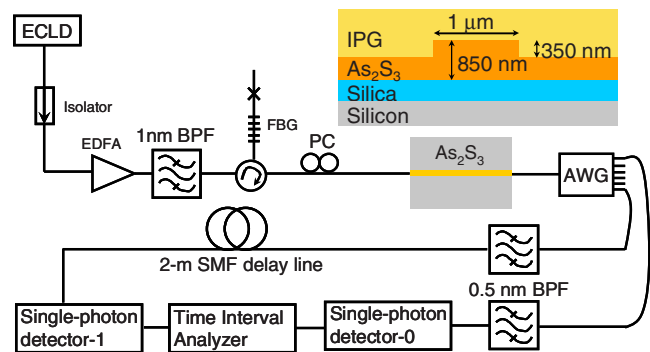 ECLD
Isolator
EDFA
1nm BPF
FBG
PC
IPG
1 μm
350 nm
850 nm
As2S3
Silica
Silicon
As2S3
AWG
2-m SMF delay line
0.5 nm BPF
Single-photon
detector-1
Time Interval
Analyzer
Single-photon
detector-0